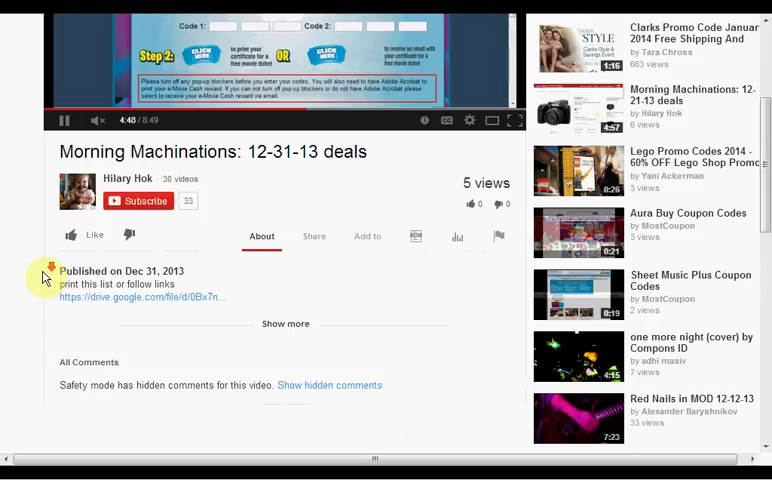 Code 1:
Code 2:
Step 2:
CLICK HERE
to print your
certificate for a
free movie ticket
OR
CLICK HERE
to receive an email with
your certificate for a
free movie ticket
Please turn off any pop-up blockers before you enter your codes. You will also need to have Adobe Acrobat to
print your e-Movie Cash reward. If you can not turn off pop-up blockers or do not have Adobe Acrobat, please
select to receive your e-Movie Cash reward via email.
4:48 / 8:49
Morning Machinations: 12-31-13 deals
Hilary Hok · 30 videos
Subscribe 33
5 views
0 0
Like
About Share Add to
Published on Dec 31, 2013
print this list or follow links
https://drive.google.com/file/d/0Bx7n...
Show more
All Comments
Safety mode has hidden comments for this video. Show hidden comments
Clarks Promo Code Januar
2014 Free Shipping And
by Tara Chross
663 views
STYLE
Clarks Style &
1:16
Morning Machinations: 12-
21-13 deals
by Hilary Hok
6 views
4:57
Lego Promo Codes 2014 -
60% OFF Lego Shop Promo
by Yani Ackerman
3 views
0:26
Aura Buy Coupon Codes
by MostCoupon
3 views
0:21
Sheet Music Plus Coupon
Codes
by MostCoupon
2 views
0:19
one more night (cover) by
Compons ID
by adhi masiv
7 views
4:15
Red Nails in MOD 12-12-13
by Alexander Baryshnikov
33 views
7:23